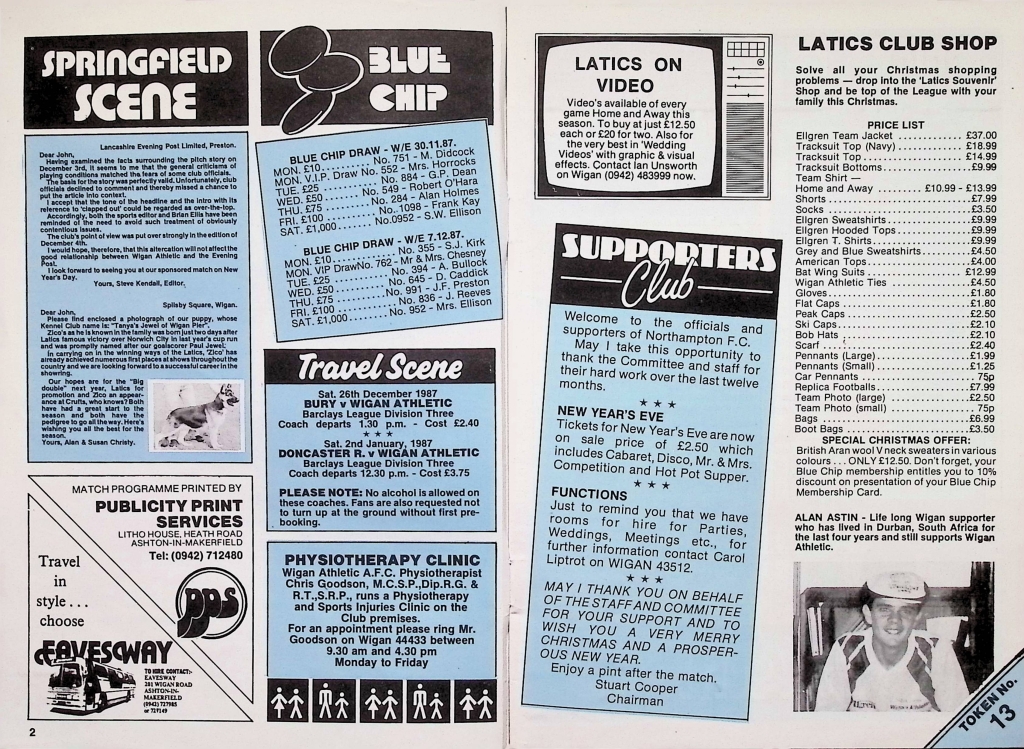 SPRINGFIELD
SCENE
Lancashire Evening Post Limited, Preston.
Dear John,
Having examined the facts surrounding the pitch story on
December 3rd, it seems to me that the general criticisms of
playing conditions matched the fears of some club officials.
The basis for the story was perfectly valid. Unfortunately, club
officials declined to comment and thereby missed a chance to
put the article into context.
I accept that the tone of the headline and the intro with its
reference to 'clapped out' could be regarded as over-the-top.
Accordingly, both the sports editor and Brian Ellis have been
reminded of the need to avoid such treatment of obviously
contentious issues.
The club's point of view was put over strongly in the edition of
December 4th.
I would hope, therefore, that this altercation will not affect the
good relationship between Wigan Athletic and the Evening
Post.
I look forward to seeing you at our sponsored match on New
Year's Day.
Yours, Steve Kendall, Editor.
Spilsby Square, Wigan.
Dear John,
Please find enclosed a photograph of our puppy, whose
Kennel Club name is: "Tanya's Jewel of Wigan Pier".
Zico's as he is known in the family was born just two days after
Latics famous victory over Norwich City in last year's cup run
and was promptly named after our goalscorer Paul Jewel.
In carrying on in the winning ways of the Latics, 'Zico' has
already achieved numerous first places at shows throughout the
country and we are looking forward to a successful career in the
showring.
Our hopes are for the "Big
double" next year, Latics for
promotion and Zico an appear-
ance at Crufts, who knows? Both
have had a great start to the
season and both have the
pedigree to go all the way. Here's
wishing you all the best for the
season.
Yours, Alan & Susan Christy.
MATCH PROGRAMME PRINTED BY
PUBLICITY PRINT
SERVICES
LITHO HOUSE, HEATH ROAD
ASHTON-IN-MAKERFIELD
Tel: (0942) 712480
pps
Travel
in
style...
choose
EAVESWAY
TO HIRE CONTACT:-
EAVESWAY
201 WIGAN ROAD
ASHTON-IN-
MAKERFIELD
(0942) 727985
or 719149
2
BLUE
CHIP
BLUE CHIP DRAW - W/E 30.11.87.
MON. £10 .......... No. 751 - M. Didcock
MON. V.I.P. Draw No. 552 - Mrs. Horrocks
TUE. £25 .......... No. 884 - G.P. Dean
WED. £50 ....... No. 549 - Robert O'Hara
THU. £75 ........ No. 284 - Alan Holmes
FRI. £100 ......... No. 1098 - Frank Kay
SAT. £1,000 ....... No.0952 - S.W. Ellison
BLUE CHIP DRAW - W/E 7.12.87.
MON. £10 ........... No. 355 - S.J. Kirk
MON. VIP DrawNo. 762 - Mr & Mrs. Chesney
TUE. £25 ........... No. 394 - A. Bullock
WED. £50 ......... No. 645 - D. Caddick
THU. £75 .......... No. 991 - J.F. Preston
FRI. £100 .......... No. 836 - J. Reeves
SAT. £1,000 ....... No. 952 - Mrs. Ellison
Travel Scene
Sat. 26th December 1987
BURY v WIGAN ATHLETIC
Barclays League Division Three
Coach departs 1.30 p.m. - Cost £2.40
* * *
Sat. 2nd January, 1987
DONCASTER R. v WIGAN ATHLETIC
Barclays League Division Three
Coach departs 12.30 p.m. - Cost £3.75
PLEASE NOTE: No alcohol is allowed on
these coaches. Fans are also requested not
to turn up at the ground without first pre-
booking.
PHYSIOTHERAPY CLINIC
Wigan Athletic A.F.C. Physiotherapist
Chris Goodson, M.C.S.P.,Dip.R.G. &
R.T.,S.R.P., runs a Physiotherapy
and Sports Injuries Clinic on the
Club premises.
For an appointment please ring Mr.
Goodson on Wigan 44433 between
9.30 am and 4.30 pm
Monday to Friday
LATICS ON
VIDEO
Video's available of every
game Home and Away this
season. To buy at just £12.50
each or £20 for two. Also for
the very best in 'Wedding
Videos' with graphic & visual
effects. Contact Ian Unsworth
on Wigan (0942) 483999 now.
SUPPORTERS
Club
Welcome to the officials and
supporters of Northampton F.C.
May I take this opportunity to
thank the Committee and staff for
their hard work over the last twelve
months.
* * *
NEW YEAR'S EVE
Tickets for New Year's Eve are now
on sale price of £2.50 which
includes Cabaret, Disco, Mr. & Mrs.
Competition and Hot Pot Supper.
* * *
FUNCTIONS
Just to remind you that we have
rooms for hire for Parties,
Weddings, Meetings etc., for
further information contact Carol
Liptrot on WIGAN 43512.
* * *
MAY I THANK YOU ON BEHALF
OF THE STAFF AND COMMITTEE
FOR YOUR SUPPORT AND TO
WISH YOU A VERY MERRY
CHRISTMAS AND A PROSPER-
OUS NEW YEAR.
Enjoy a pint after the match.
Stuart Cooper
Chairman
LATICS CLUB SHOP
Solve all your Christmas shopping
problems — drop into the 'Latics Souvenir'
Shop and be top of the League with your
family this Christmas.
PRICE LIST
Ellgren Team Jacket ............. £37.00
Tracksuit Top (Navy) ............. £18.99
Tracksuit Top .................... £14.99
Tracksuit Bottoms ................ £9.99
Team Shirt —
Home and Away ......... £10.99 - £13.99
Shorts .......................... £7.99
Socks ........................... £3.50
Ellgren Sweatshirts .............. £9.99
Ellgren Hooded Tops ............. £9.99
Ellgren T. Shirts ................. £9.99
Grey and Blue Sweatshirts ........ £4.50
American Tops ................... £4.00
Bat Wing Suits .................. £12.99
Wigan Athletic Ties .............. £4.50
Gloves .......................... £1.80
Flat Caps ........................ £1.80
Peak Caps ....................... £2.50
Ski Caps ........................ £2.10
Bob Hats ........................ £2.10
Scarf ........................... £2.40
Pennants (Large) ................. £1.99
Pennants (Small) ................. £1.25
Car Pennants .................... 75p
Replica Footballs ................ £7.99
Team Photo (large) .............. £2.50
Team Photo (small) .............. 75p
Bags ............................ £6.99
Boot Bags ....................... £3.50
SPECIAL CHRISTMAS OFFER:
British Aran wool V neck sweaters in various
colours . . . ONLY £12.50. Don't forget, your
Blue Chip membership entitles you to 10%
discount on presentation of your Blue Chip
Membership Card.
ALAN ASTIN - Life long Wigan supporter
who has lived in Durban, South Africa for
the last four years and still supports Wigan
Athletic.
TOKEN No.
13